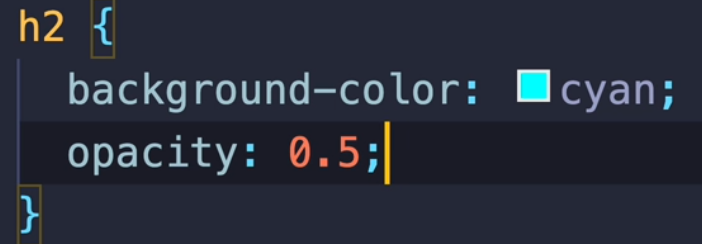 h2 {
background-color: cyan;
opacity: 0.5;
}